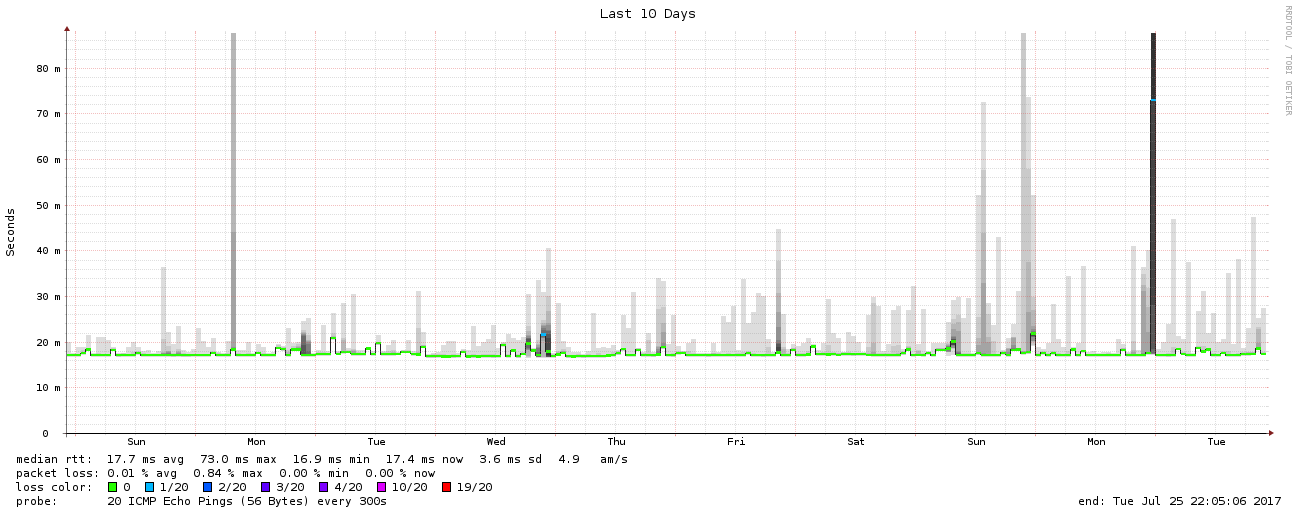 Last 10 Days
RRDTOOL / TOBI OETIKER
Seconds
80 m
70 m
60 m
50 m
40 m
30 m
20 m
10 m
0
Sun Mon Tue Wed Thu Fri Sat Sun Mon Tue
median rtt: 17.7 ms avg 73.0 ms max 16.9 ms min 17.4 ms now 3.6 ms sd 4.9 am/s
packet loss: 0.01 % avg 0.84 % max 0.00 % min 0.00 % now
loss color: 0 1/20 2/20 3/20 4/20 10/20 19/20
probe: 20 ICMP Echo Pings (56 Bytes) every 300s
end: Tue Jul 25 22:05:06 2017